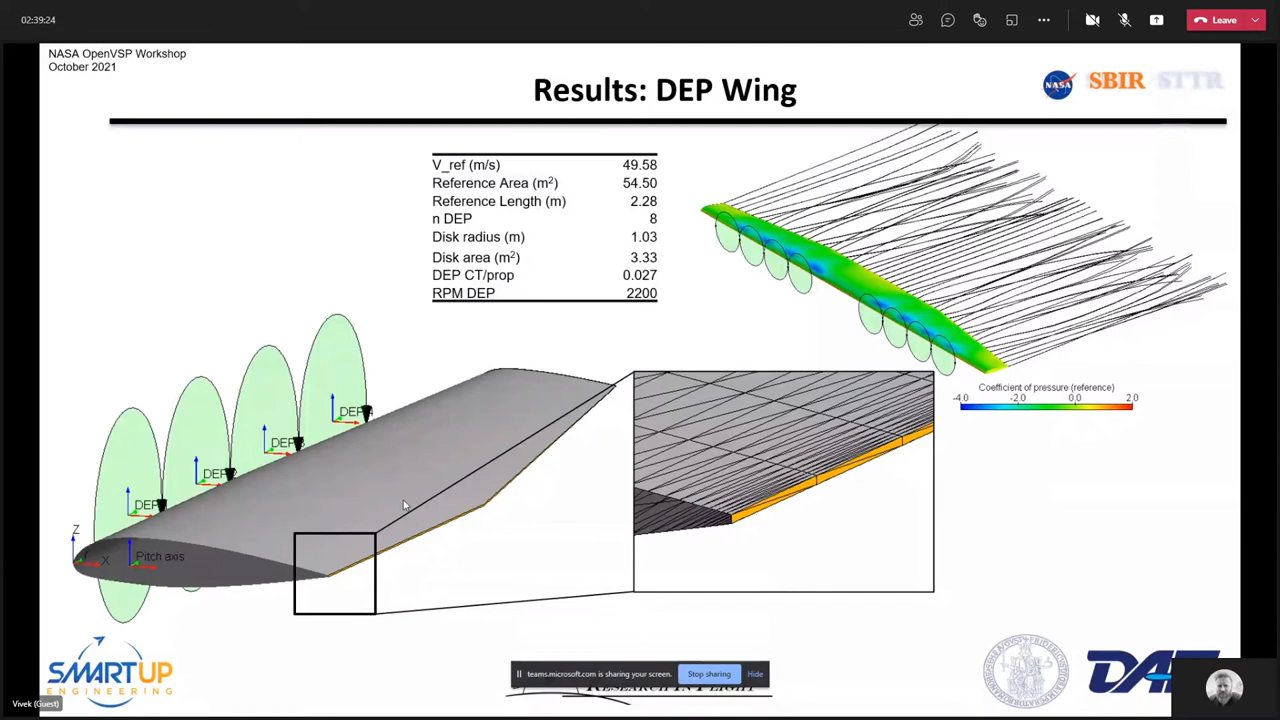 02:39:24
Leave
NASA OpenVSP Workshop
October 2021
Results: DEP Wing
NASA
SBIR STTR
V_ref (m/s) 49.58
Reference Area (m²) 54.50
Reference Length (m) 2.28
n DEP 8
Disk radius (m) 1.03
Disk area (m²) 3.33
DEP CT/prop 0.027
RPM DEP 2200
Coefficient of pressure (reference)
-4.0 -2.0 0.0 2.0
DEP
DEP
DEP
DEP
Z
Y
X
Pitch axis
SMARTUP
ENGINEERING
teams.microsoft.com is sharing your screen.
Stop sharing
Hide
RESEARCH IN FLIGHT
Vivek (Guest)